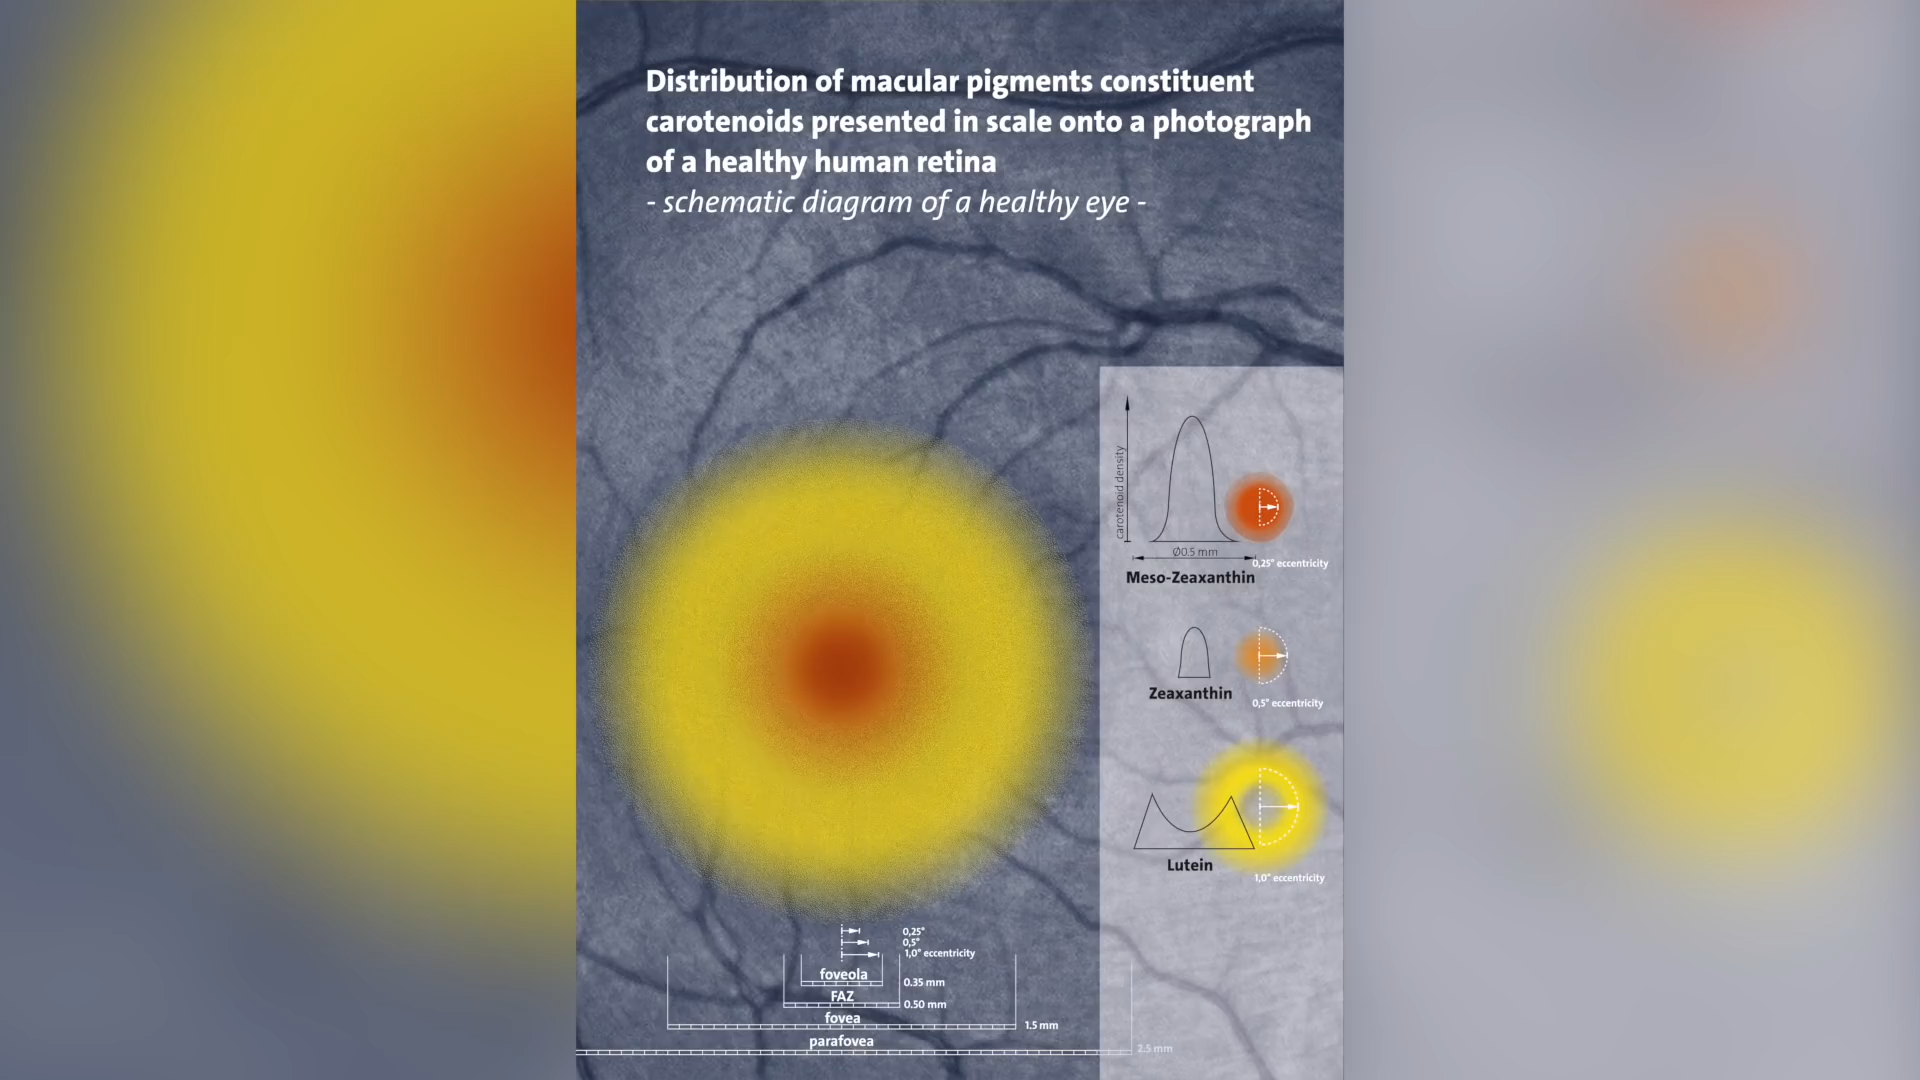 Distribution of macular pigments constituent
carotenoids presented in scale onto a photograph
of a healthy human retina
- schematic diagram of a healthy eye -
carotenoid density
Ø0.5 mm
0,25° eccentricity
Meso-Zeaxanthin
Zeaxanthin
0,5° eccentricity
Lutein
1,0° eccentricity
0,25°
0,5°
1,0° eccentricity
foveola
0.35 mm
FAZ
0.50 mm
fovea
1.5 mm
parafovea
2.5 mm